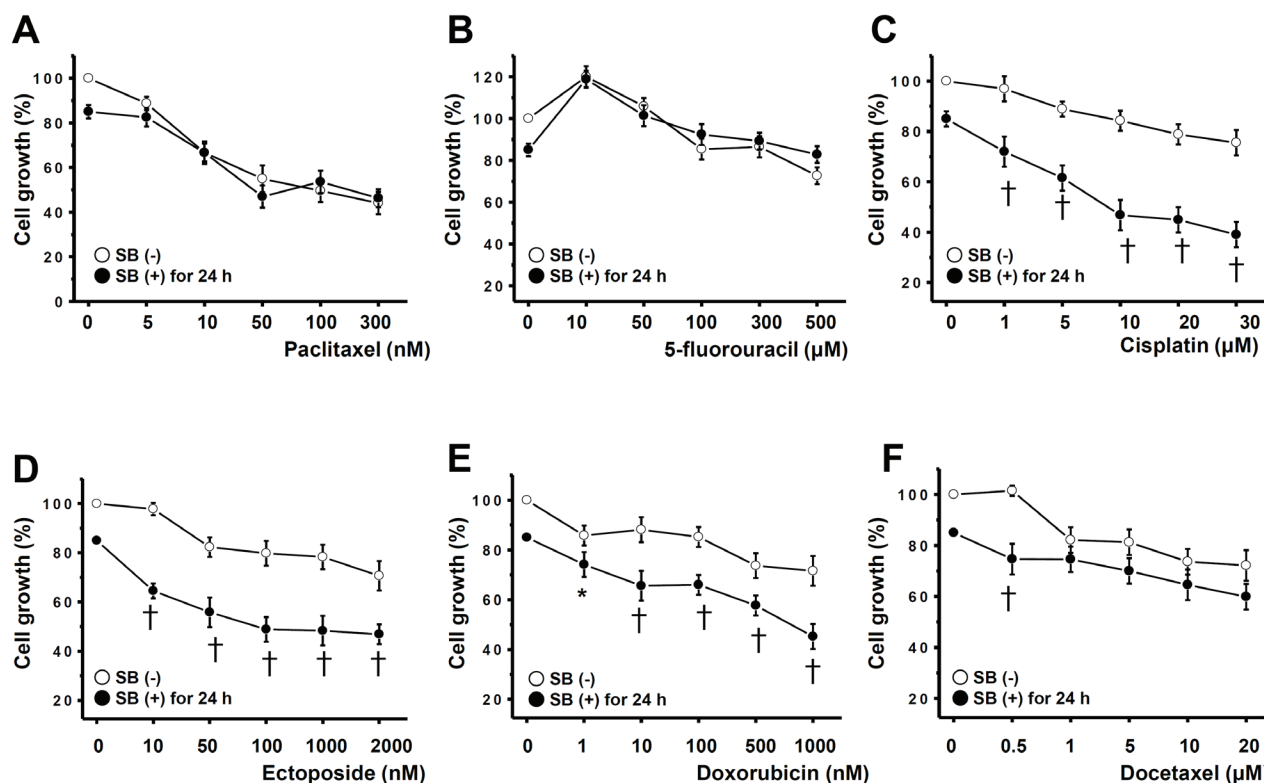 A
Cell growth (%)
100
80
60
40
20
0
SB (-)
SB (+) for 24 h
0 5 10 50 100 300
Paclitaxel (nM)
B
Cell growth (%)
120
100
80
60
40
20
SB (-)
SB (+) for 24 h
0 10 50 100 300 500
5-fluorouracil (µM)
C
Cell growth (%)
100
80
60
40
20
† † † † †
SB (-)
SB (+) for 24 h
0 1 5 10 20 30
Cisplatin (µM)
D
Cell growth (%)
100
80
60
40
20
† † † † †
SB (-)
SB (+) for 24 h
0 10 50 100 1000 2000
Ectoposide (nM)
E
Cell growth (%)
100
80
60
40
20
* † † † †
SB (-)
SB (+) for 24 h
0 1 10 100 500 1000
Doxorubicin (nM)
F
Cell growth (%)
100
80
60
40
20
†
SB (-)
SB (+) for 24 h
0 0.5 1 5 10 20
Docetaxel (µM)